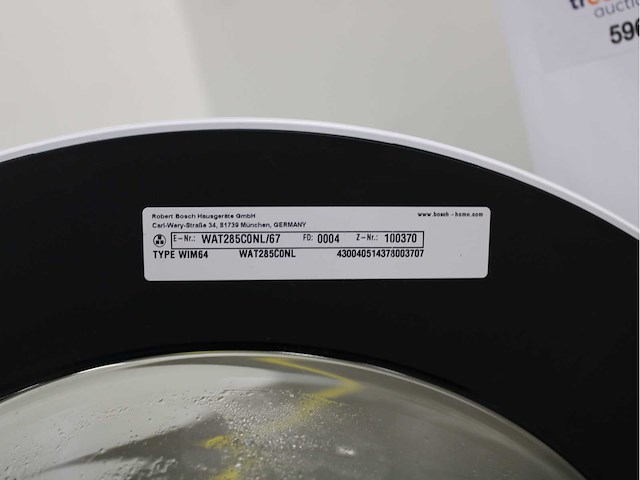 auction
596
Robert Bosch Hausgeräte GmbH
www.bosch-home.com
Carl-Wery-Straße 34, 81739 München, GERMANY
E-Nr.: WAT285C0NL/67 FD: 0004 Z-Nr.: 100370
TYPE WIM64 WAT285C0NL 430040514378003707